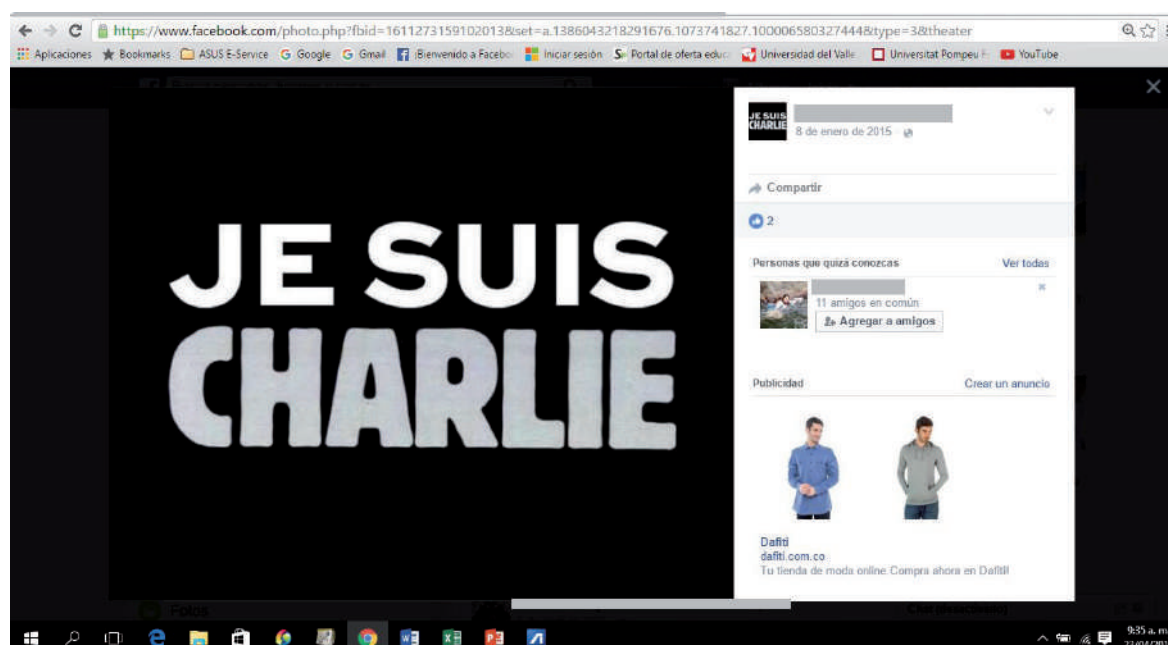 https://www.facebook.com/photo.php?fbid=1611273159102013&set=a.1386043218291676.1073741827.100006580327444&type=3&theater
Aplicaciones Bookmarks ASUS E-Service Google Gmail ¡Bienvenido a Facebo Iniciar sesión Portal de oferta educ Universidad del Valle Universitat Pompeu F YouTube
JE SUIS
CHARLIE
JE SUIS
CHARLIE
8 de enero de 2015
Compartir
2
Personas que quizá conozcas Ver todas
11 amigos en común
Agregar a amigos
Publicidad Crear un anuncio
Dafiti
dafiti.com.co
Tu tienda de moda online Compra ahora en Dafiti!
Fotos
9:35 a. m.